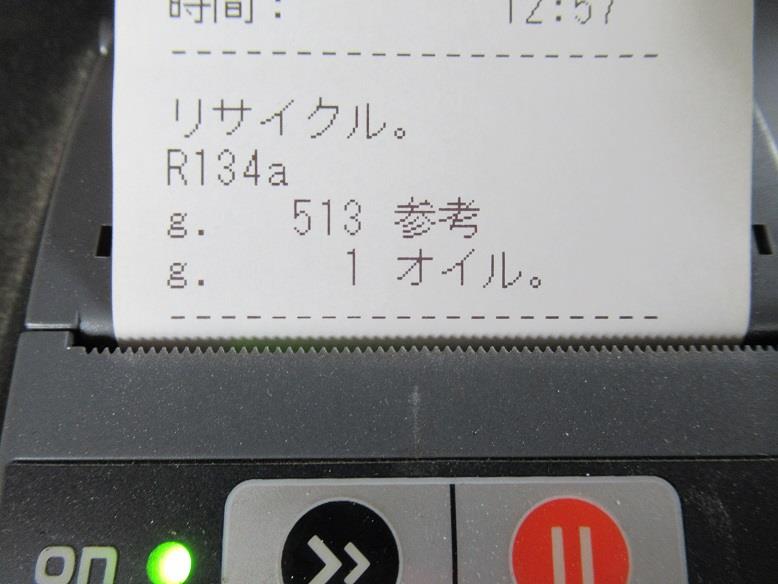 時間： 12:57
リサイクル。
R134a
g. 513 参考
g. 1 オイル。
on